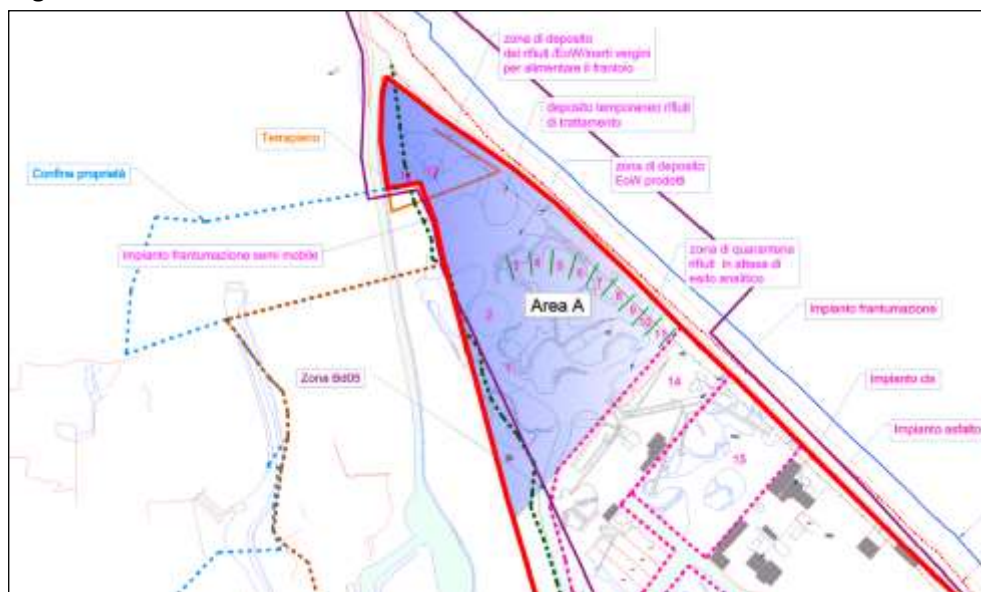 zona di deposito
dei rifiuti /EoW/inerti vergini
per alimentare il frantoio
deposito temporaneo rifiuti
di trattamento
Terrapieno
zona di deposito
EoW prodotti
Confine proprietà
12
Impianto frantumazione semi mobile
zona di quarantena
rifiuti in attesa di
esito analitico
Area A
2
Impianto frantumazione
Zona Bd05
14
Impianto cls
15
Impianto asfalto